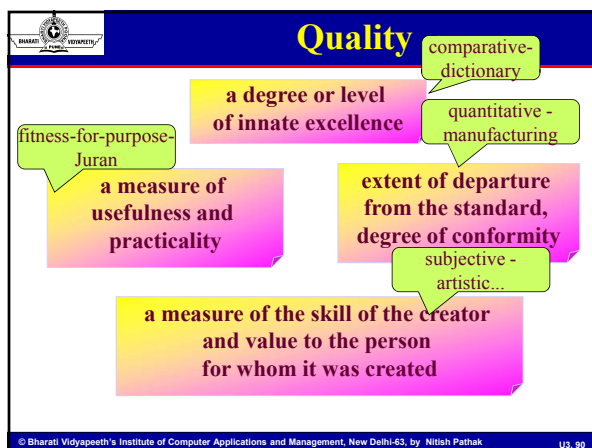 BHARATI
VIDYAPEETH
PUNE
Quality
comparative-
dictionary
a degree or level
of innate excellence
quantitative -
manufacturing
fitness-for-purpose-
Juran
a measure of
usefulness and
practicality
extent of departure
from the standard,
degree of conformity
subjective -
artistic...
a measure of the skill of the creator
and value to the person
for whom it was created
© Bharati Vidyapeeth's Institute of Computer Applications and Management, New Delhi-63, by Nitish Pathak
U3. 90